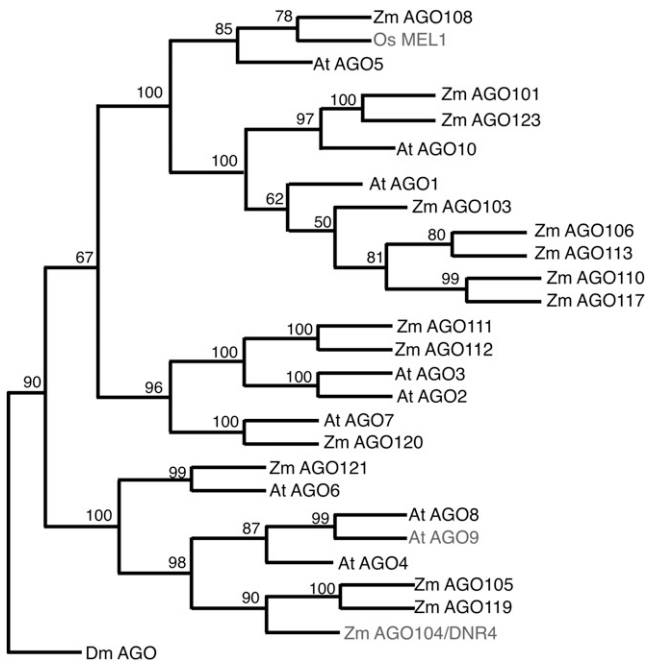 78 Zm AGO108
85 Os MEL1
At AGO5
100 100 Zm AGO101
97 Zm AGO123
At AGO10
100
At AGO1
62 Zm AGO103
50
80 Zm AGO106
81 Zm AGO113
67 99 Zm AGO110
Zm AGO117
100 Zm AGO111
100 Zm AGO112
100 At AGO3
90 96 At AGO2
100 At AGO7
Zm AGO120
99 Zm AGO121
At AGO6
100 99 At AGO8
87 At AGO9
98 At AGO4
100 Zm AGO105
90 Zm AGO119
Zm AGO104/DNR4
Dm AGO